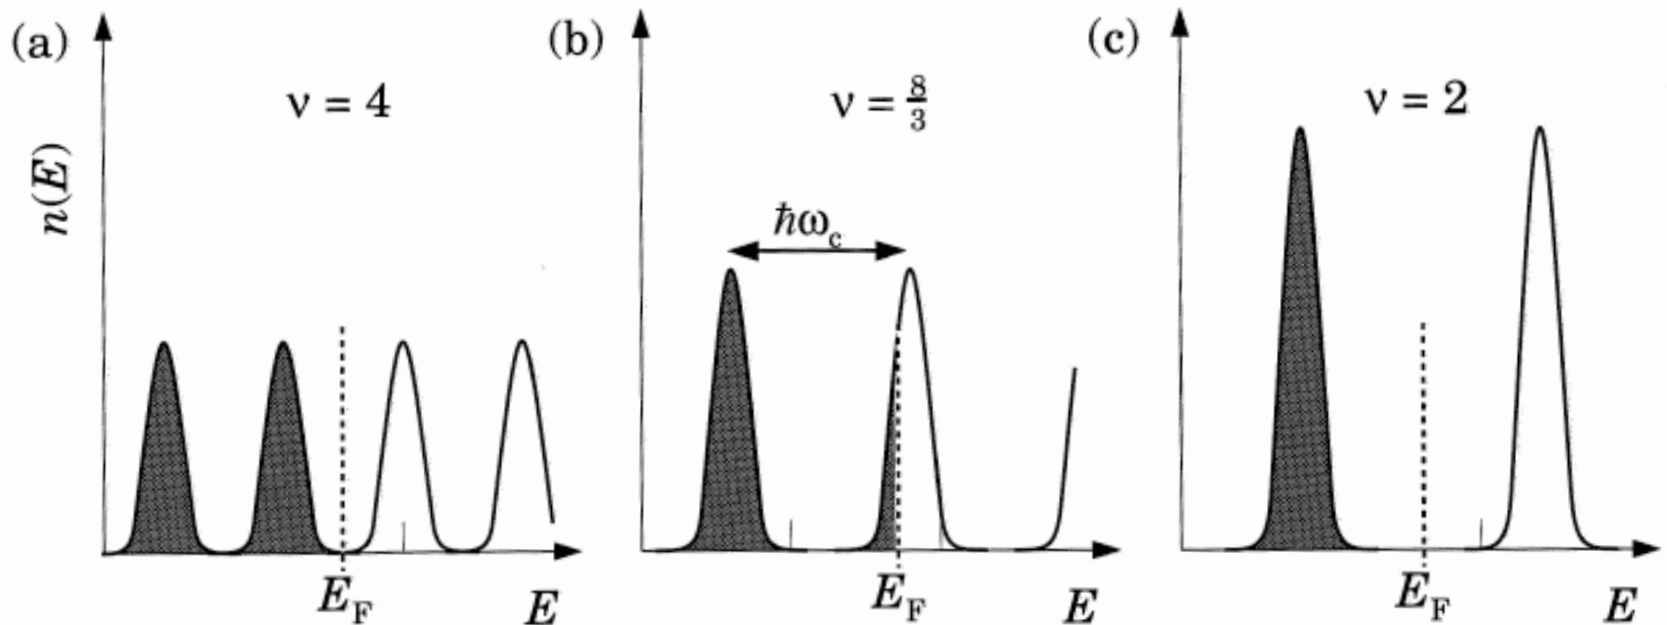 (a)
n(E)
ν = 4
E_F
E
(b)
ν = 8/3
ħω_c
E_F
E
(c)
ν = 2
E_F
E